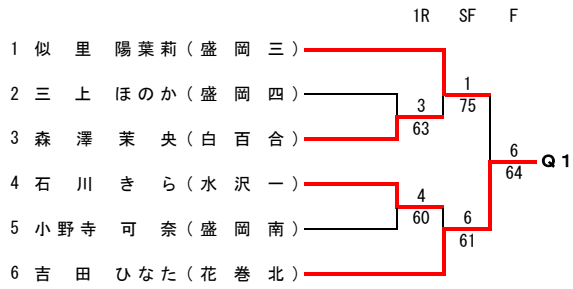 1R SF F
1 似 里 陽葉莉 ( 盛 岡 三 )
1
2 三 上 ほのか ( 盛 岡 四 )
75
3
3 森 澤 茉 央 ( 白 百 合 )
63
6
Q1
64
4 石 川 き ら ( 水 沢 一 )
4
60
6
5 小野寺 可 奈 ( 盛 岡 南 )
61
6 吉 田 ひなた ( 花 巻 北 )